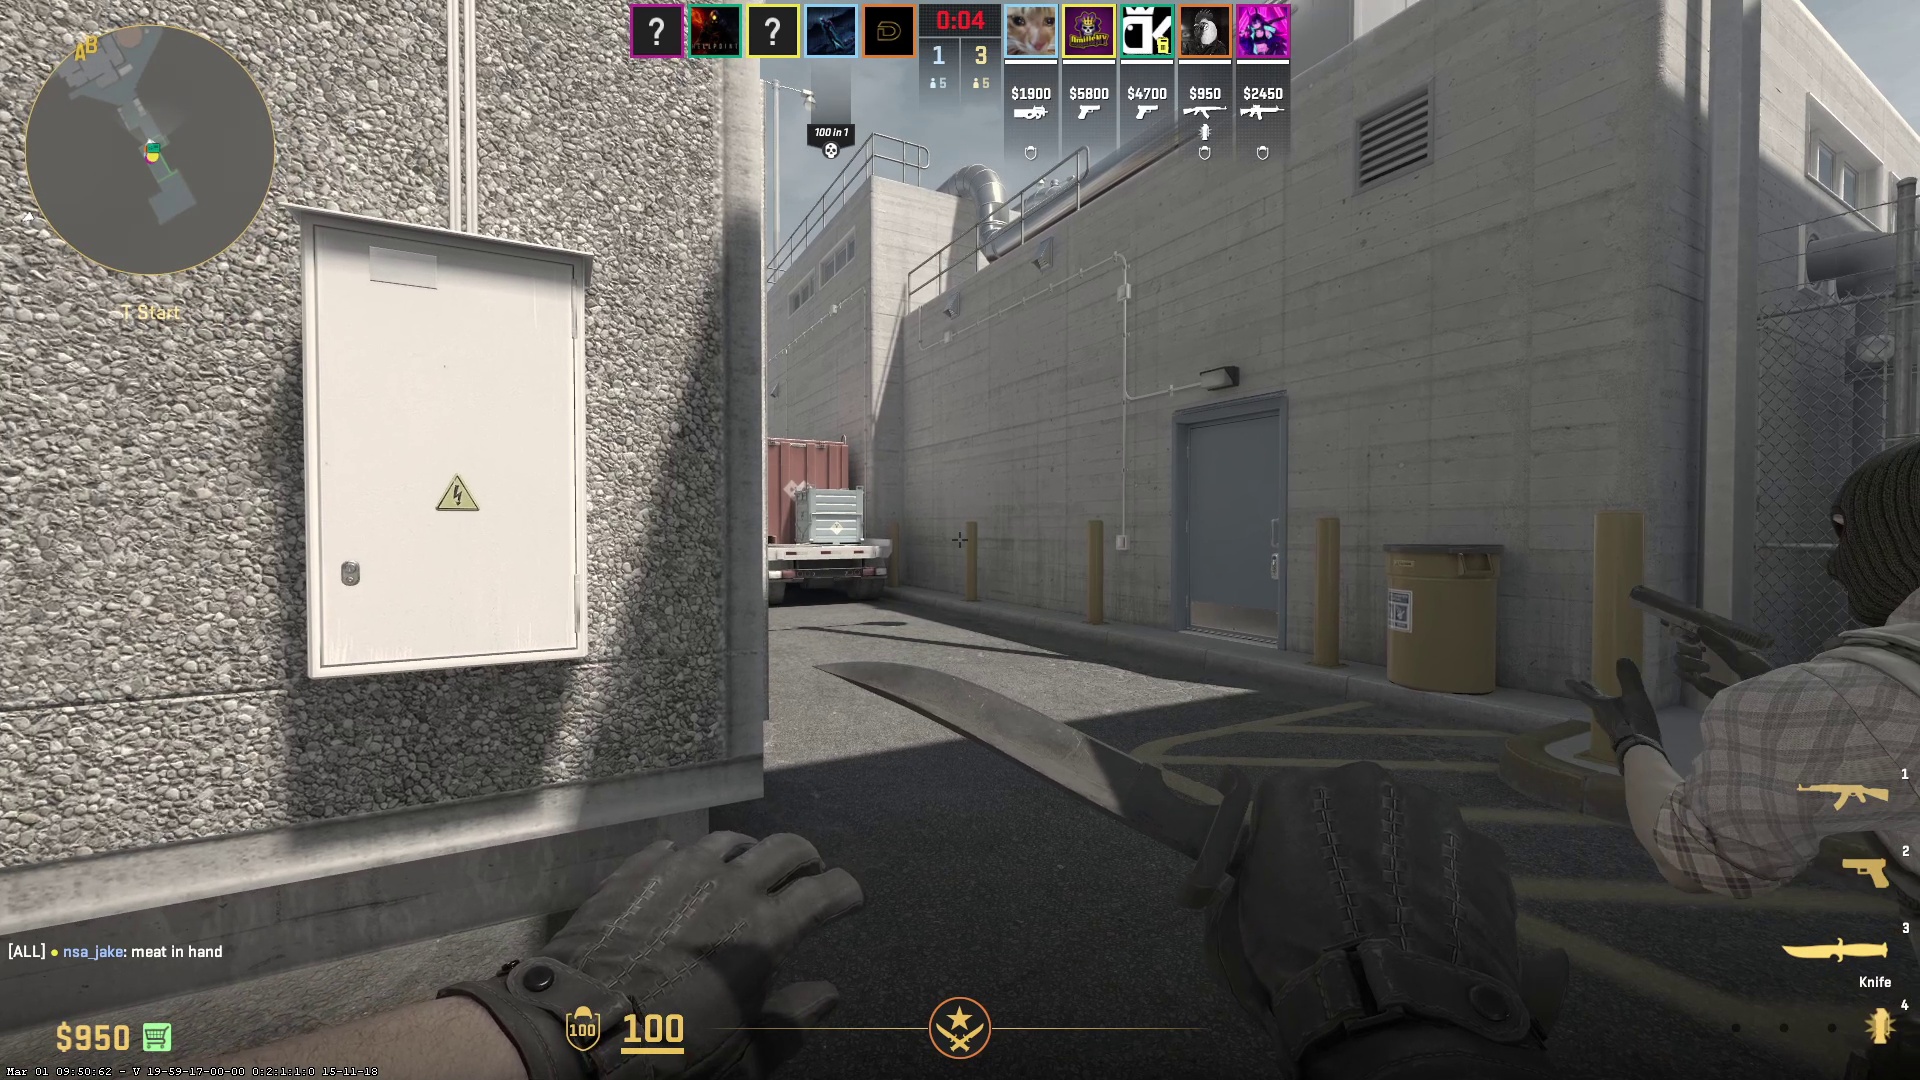 AB
T Start
?
?
0:04
1 3
5 5
100 in 1
$1900 $5800 $4700 $950 $2450
1
2
3
Knife
4
[ALL] nsa_jake: meat in hand
$950
100
100
Mar 01 09:50:62 - V 19-59-17-00-00 0:2:1:1:0 15-11-18